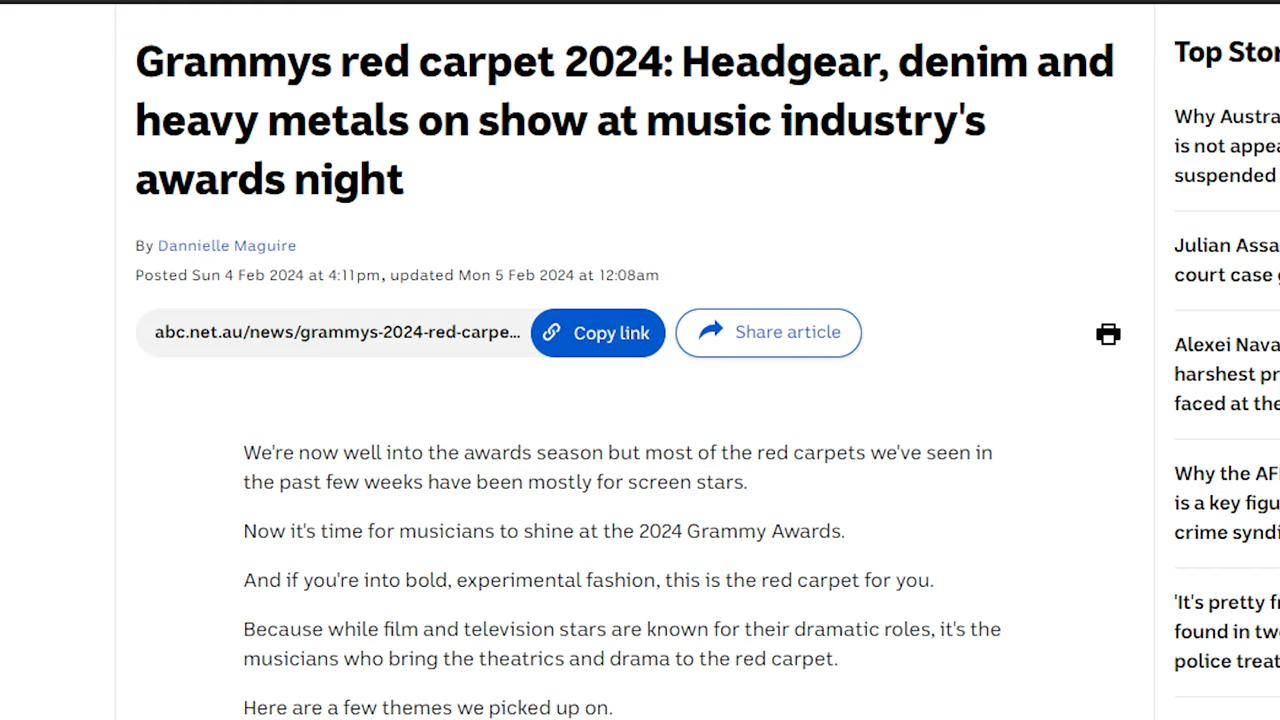 Grammys red carpet 2024: Headgear, denim and
heavy metals on show at music industry's
awards night
By Dannielle Maguire
Posted Sun 4 Feb 2024 at 4:11pm, updated Mon 5 Feb 2024 at 12:08am
abc.net.au/news/grammys-2024-red-carpe...
Copy link
Share article
We're now well into the awards season but most of the red carpets we've seen in
the past few weeks have been mostly for screen stars.
Now it's time for musicians to shine at the 2024 Grammy Awards.
And if you're into bold, experimental fashion, this is the red carpet for you.
Because while film and television stars are known for their dramatic roles, it's the
musicians who bring the theatrics and drama to the red carpet.
Here are a few themes we picked up on.
Top Stor
Why Austra
is not appea
suspended
Julian Assa
court case
Alexei Nava
harshest pr
faced at the
Why the AF
is a key figu
crime syndi
'It's pretty f
found in tw
police treat